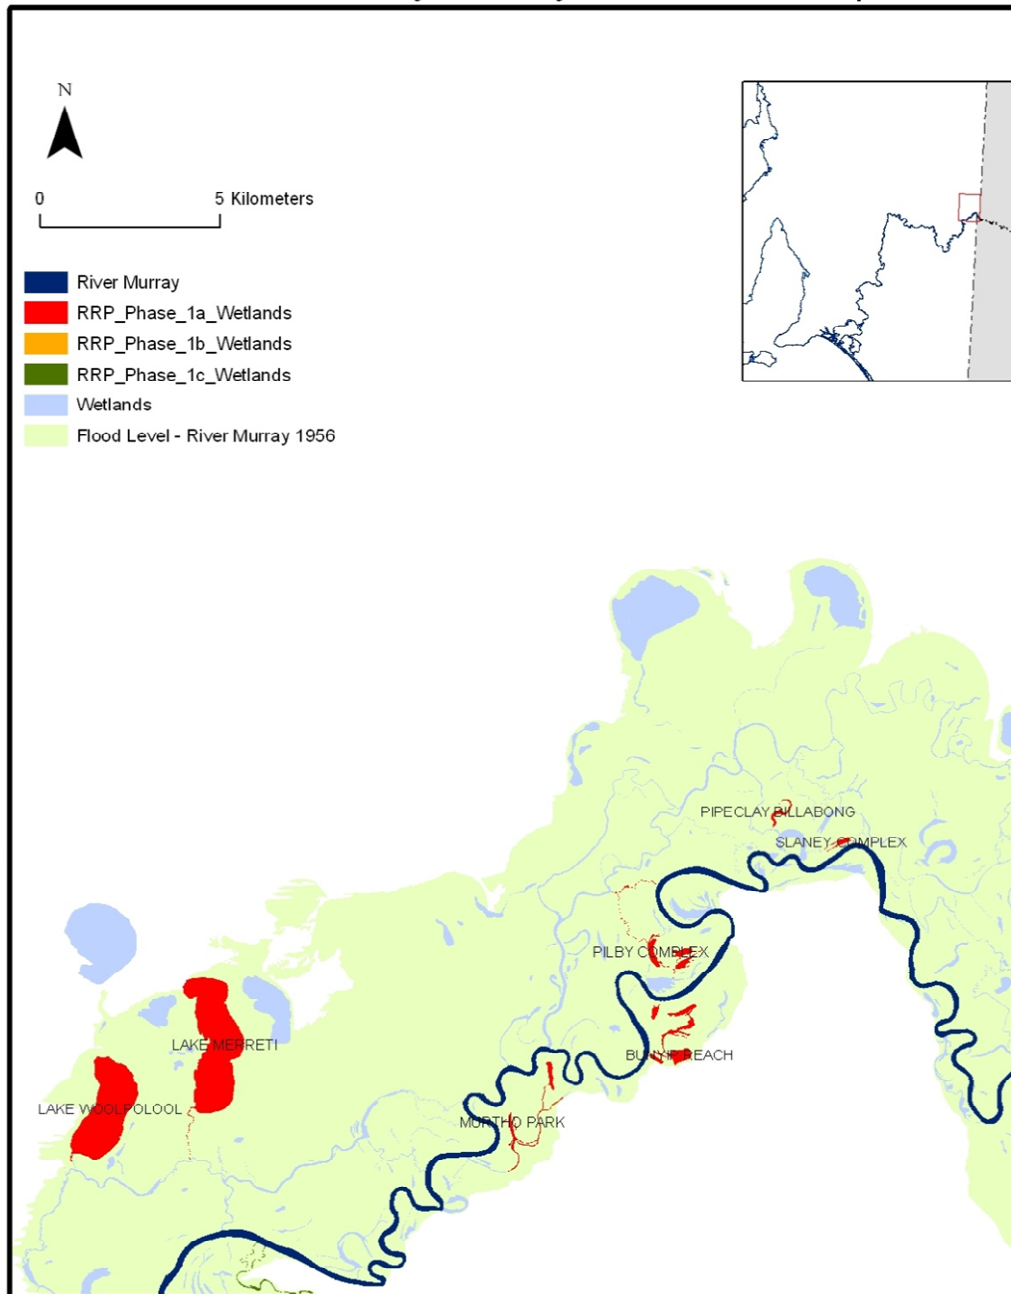 N
0 5 Kilometers
River Murray
RRP_Phase_1a_Wetlands
RRP_Phase_1b_Wetlands
RRP_Phase_1c_Wetlands
Wetlands
Flood Level - River Murray 1956
PIPECLAY BILLABONG
SLANEY COMPLEX
PILBY COMPLEX
LAKE MERRETI
BUNYIP REACH
LAKE WOOLPOLOOL
MURTHO PARK